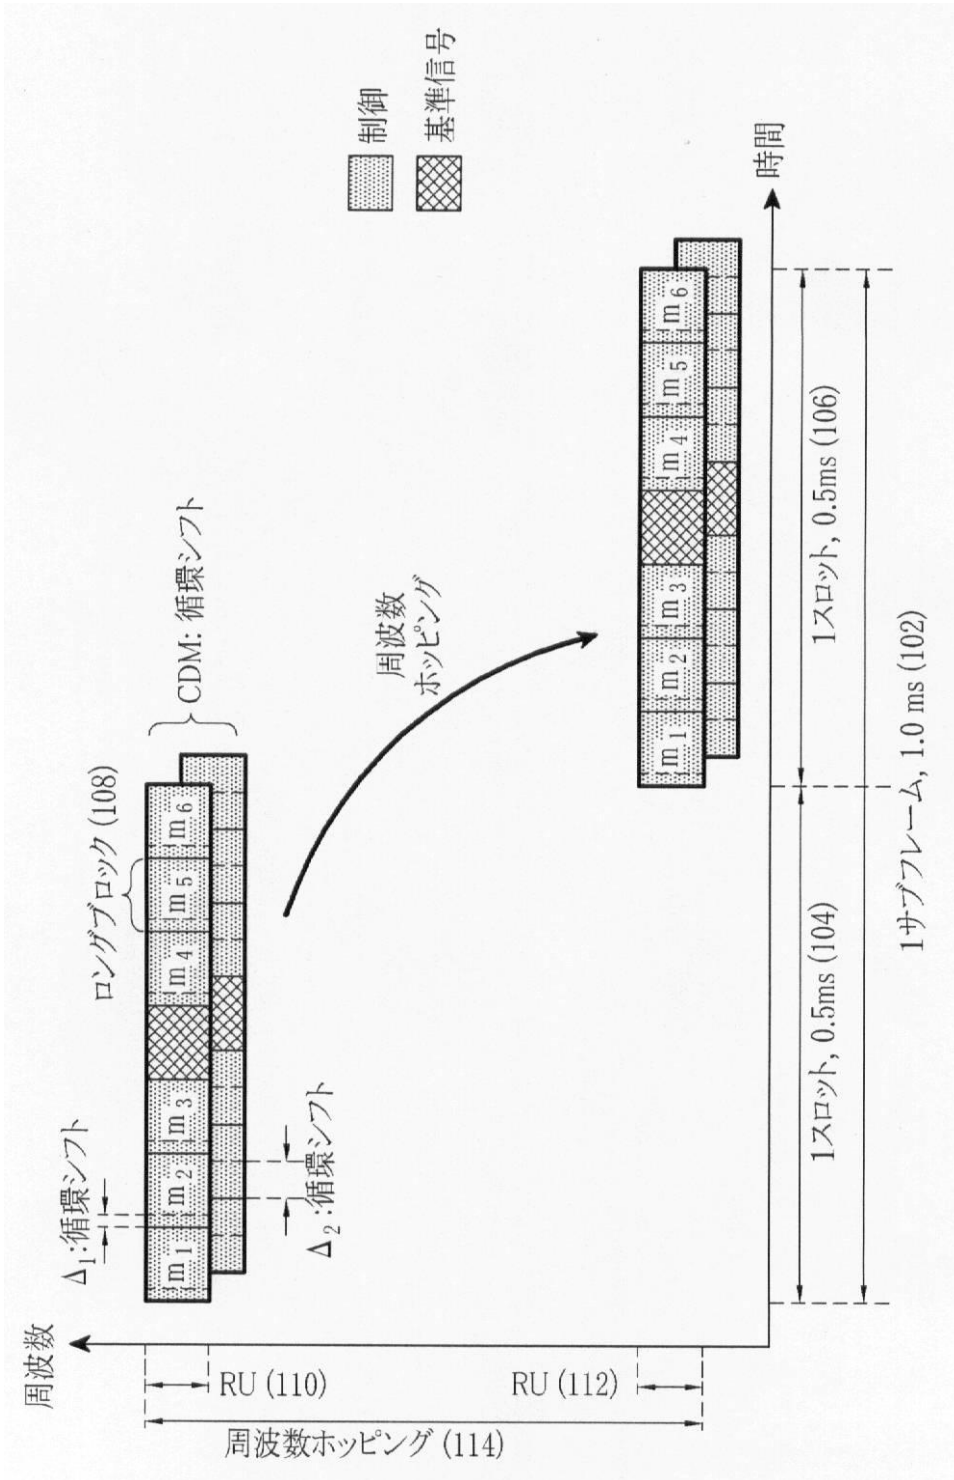 周波数
Δ1:循環シフト
ロングブロック (108)
CDM: 循環シフト
m1 m2 m3 m4 m5 m6
Δ2:循環シフト
RU (110)
周波数
ホッピング
制御
基準信号
m1 m2 m3 m4 m5 m6
RU (112)
周波数ホッピング (114)
時間
1スロット, 0.5ms (104)
1スロット, 0.5ms (106)
1サブフレーム, 1.0 ms (102)